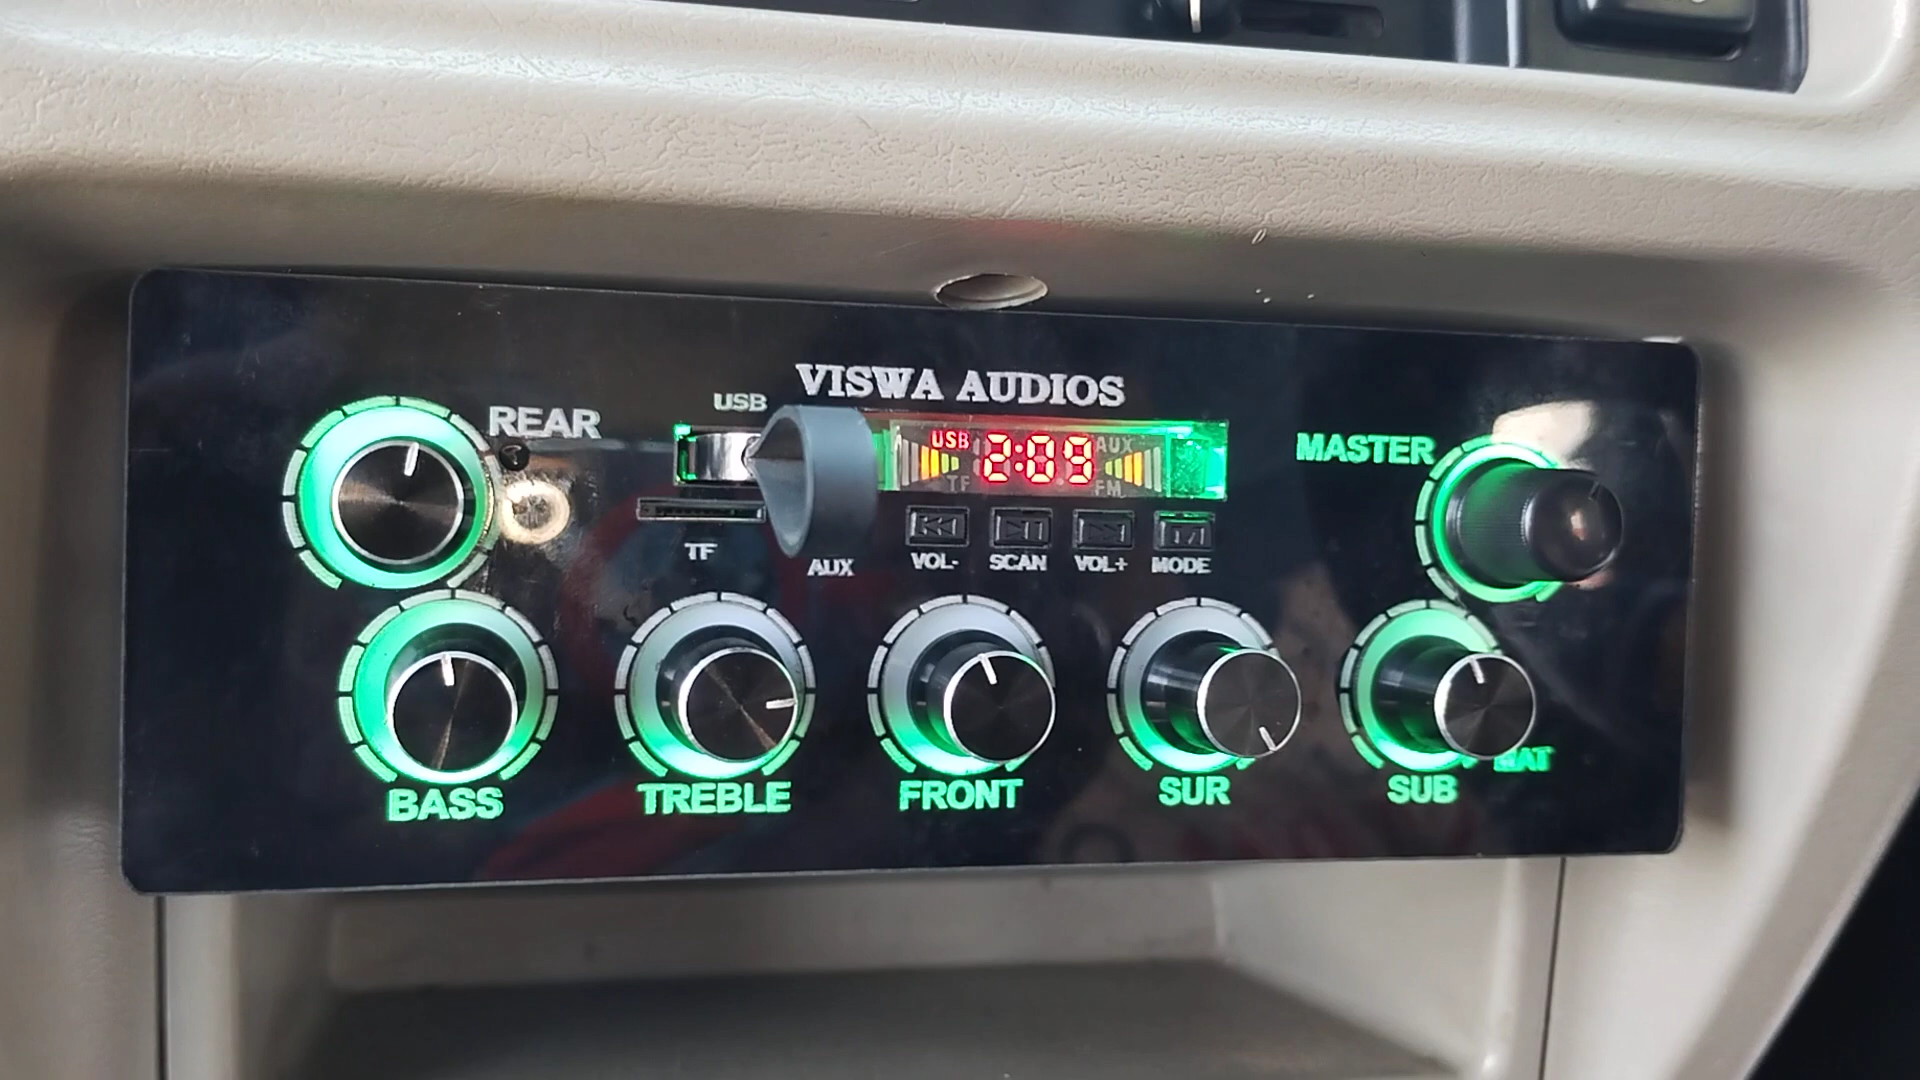 VISWA AUDIOS
REAR
USB
USB 2:09 AUX
TF FM
MASTER
TF
AUX
VOL- SCAN VOL+ MODE
BASS TREBLE FRONT SUR SUB